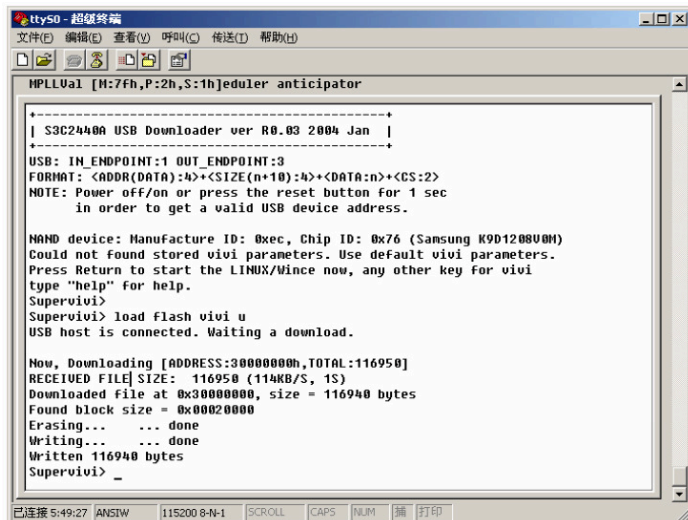 ttyS0 - 超级终端
文件(F) 编辑(E) 查看(V) 呼叫(C) 传送(T) 帮助(H)
MPLLVal [M:7fh,P:2h,S:1h]eduler anticipator
+---------------------------------------------+
| S3C2440A USB Downloader ver R0.03 2004 Jan |
+---------------------------------------------+
USB: IN_ENDPOINT:1 OUT_ENDPOINT:3
FORMAT: <ADDR(DATA):4>+<SIZE(n+10):4>+<DATA:n>+<CS:2>
NOTE: Power off/on or press the reset button for 1 sec
in order to get a valid USB device address.
NAND device: Manufacture ID: 0xec, Chip ID: 0x76 (Samsung K9D1208V0M)
Could not found stored vivi parameters. Use default vivi parameters.
Press Return to start the LINUX/Wince now, any other key for vivi
type "help" for help.
Supervivi>
Supervivi> load flash vivi u
USB host is connected. Waiting a download.
Now, Downloading [ADDRESS:30000000h,TOTAL:116950]
RECEIVED FILE SIZE: 116950 (114KB/S, 1S)
Downloaded file at 0x30000000, size = 116940 bytes
Found block size = 0x00020000
Erasing... ... done
Writing... ... done
Written 116940 bytes
Supervivi> _
已连接 5:49:27 ANSIW 115200 8-N-1 SCROLL CAPS NUM 捕 打印